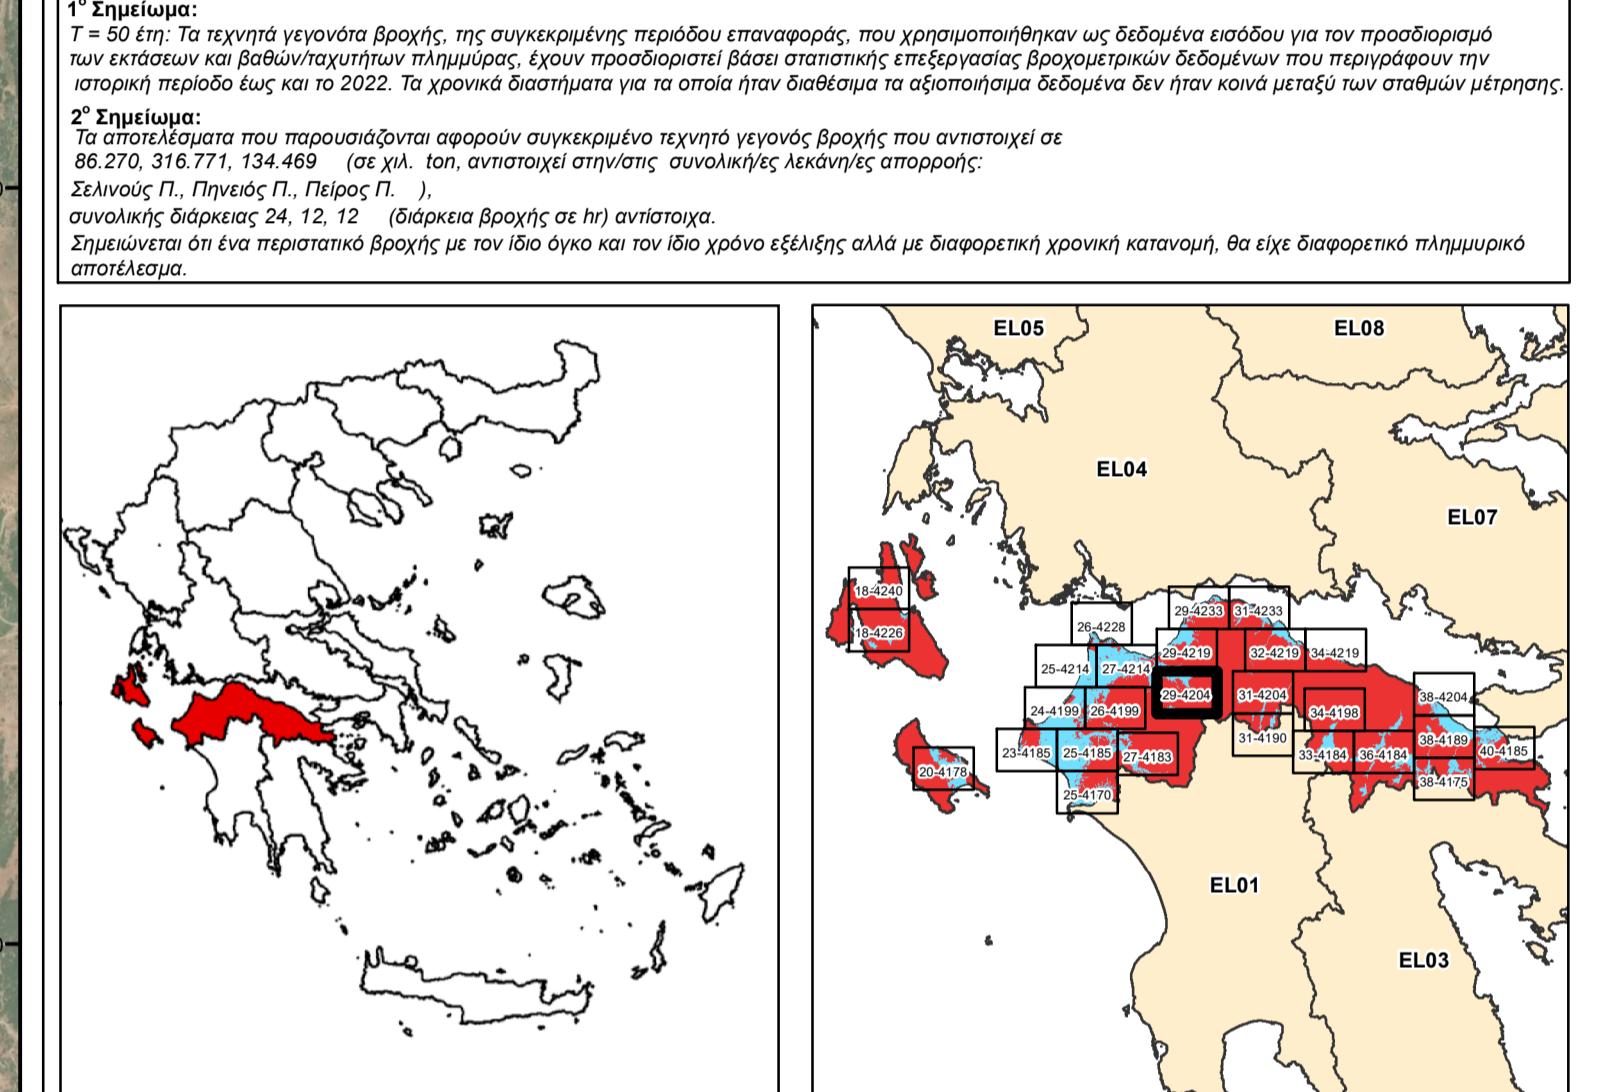 1ο Σημείωμα:
T = 50 έτη: Τα τεχνητά γεγονότα βροχής, της συγκεκριμένης περιόδου επαναφοράς, που χρησιμοποιήθηκαν ως δεδομένα εισόδου για τον προσδιορισμό
των εκτάσεων και βαθών/ταχυτήτων πλημμύρας, έχουν προσδιοριστεί βάσει στατιστικής επεξεργασίας βροχομετρικών δεδομένων που περιγράφουν την
ιστορική περίοδο έως και το 2022. Τα χρονικά διαστήματα για τα οποία ήταν διαθέσιμα τα αξιοποιήσιμα δεδομένα δεν ήταν κοινά μεταξύ των σταθμών μέτρησης.
2ο Σημείωμα:
Τα αποτελέσματα που παρουσιάζονται αφορούν συγκεκριμένο τεχνητό γεγονός βροχής που αντιστοιχεί σε
86.270, 316.771, 134.469 (σε χιλ. ton, αντιστοιχεί στην/στις συνολική/ες λεκάνη/ες απορροής:
Σελινούς Π., Πηνειός Π., Πείρος Π. ),
συνολικής διάρκειας 24, 12, 12 (διάρκεια βροχής σε hr) αντίστοιχα.
Σημειώνεται ότι ένα περιστατικό βροχής με τον ίδιο όγκο και τον ίδιο χρόνο εξέλιξης αλλά με διαφορετική χρονική κατανομή, θα είχε διαφορετικό πλημμυρικό
αποτέλεσμα.
EL05
EL08
EL04
EL07
18-4240
18-4226
29-4233
31-4233
26-4228
29-4219
32-4219
34-4219
25-4214
27-4214
29-4204
31-4204
38-4204
24-4199
26-4199
34-4198
31-4190
23-4185
25-4185
27-4183
33-4184
36-4184
38-4189
40-4185
20-4178
25-4170
38-4175
EL01
EL03